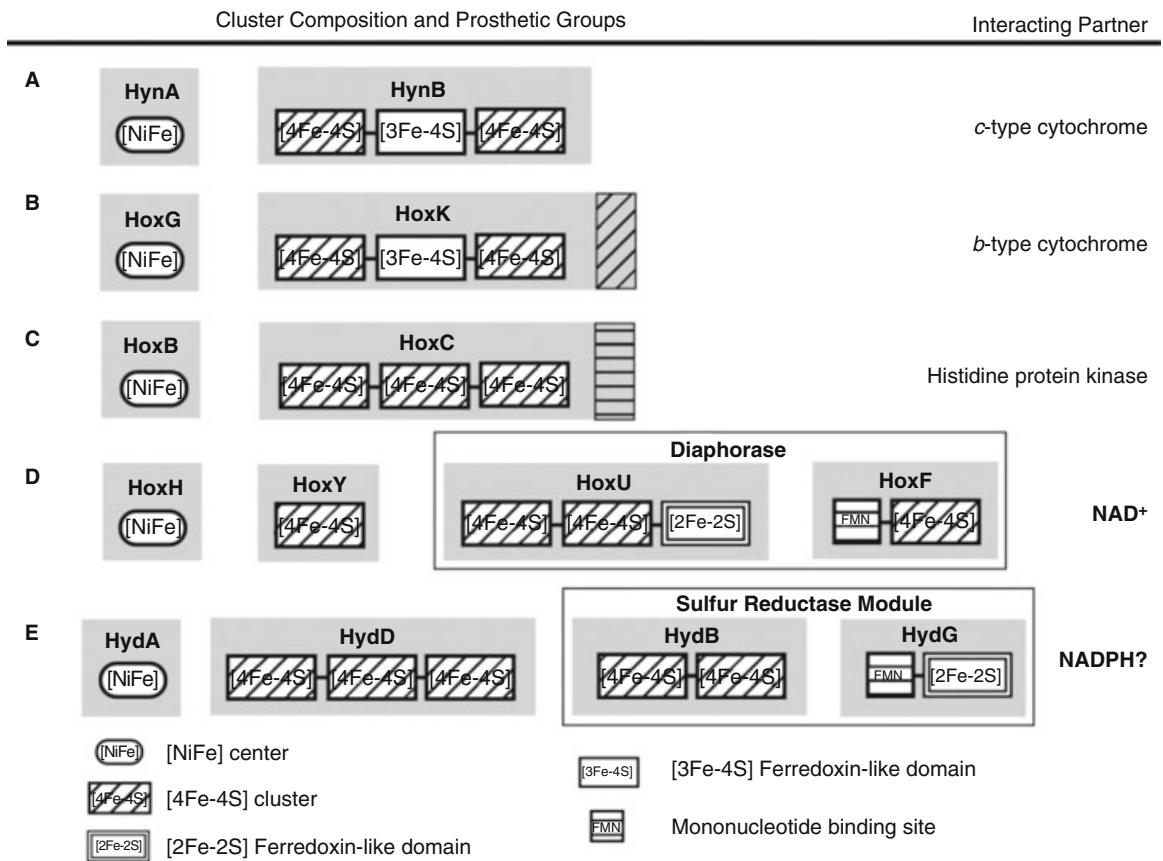 Cluster Composition and Prosthetic Groups Interacting Partner
A
HynA HynB
[NiFe] [4Fe-4S] [3Fe-4S] [4Fe-4S] c-type cytochrome
B
HoxG HoxK
[NiFe] [4Fe-4S] [3Fe-4S] [4Fe-4S] b-type cytochrome
C
HoxB HoxC
[NiFe] [4Fe-4S] [4Fe-4S] [4Fe-4S] Histidine protein kinase
Diaphorase
D
HoxH HoxY HoxU HoxF
[NiFe] [4Fe-4S] [4Fe-4S] [4Fe-4S] [2Fe-2S] FMN [4Fe-4S] NAD+
Sulfur Reductase Module
E
HydA HydD HydB HydG
[NiFe] [4Fe-4S] [4Fe-4S] [4Fe-4S] [4Fe-4S] [4Fe-4S] FMN [2Fe-2S] NADPH?
[NiFe] [NiFe] center
[4Fe-4S] [4Fe-4S] cluster
[2Fe-2S] [2Fe-2S] Ferredoxin-like domain
[3Fe-4S] [3Fe-4S] Ferredoxin-like domain
FMN Mononucleotide binding site